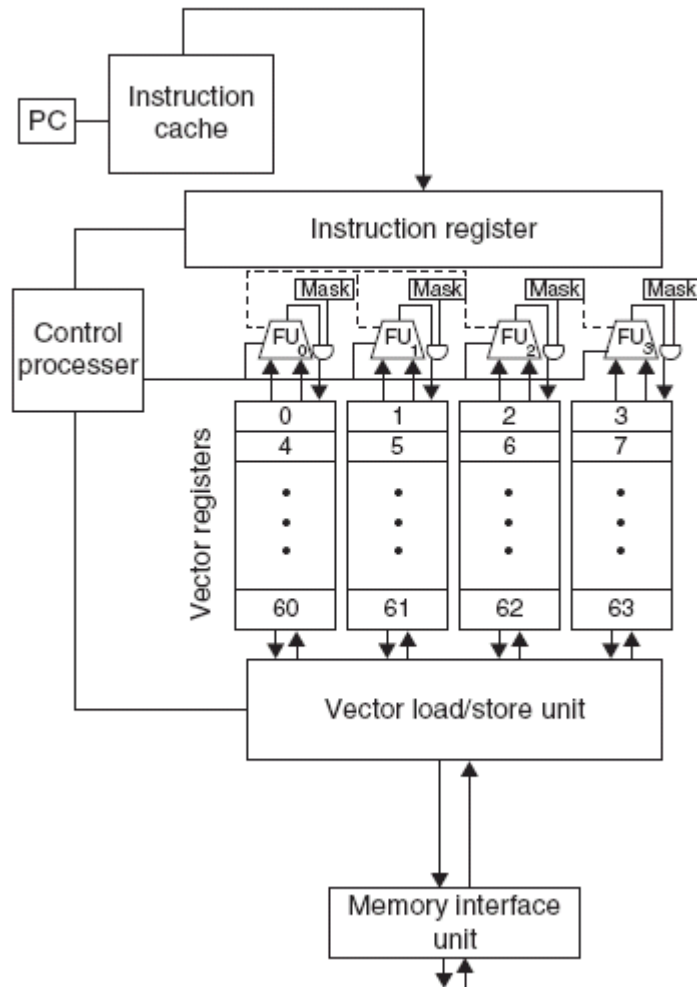 Instruction
cache
PC
Instruction register
Mask Mask Mask Mask
Control
processer
FU0 FU1 FU2 FU3
Vector registers
0 1 2 3
4 5 6 7
60 61 62 63
Vector load/store unit
Memory interface
unit